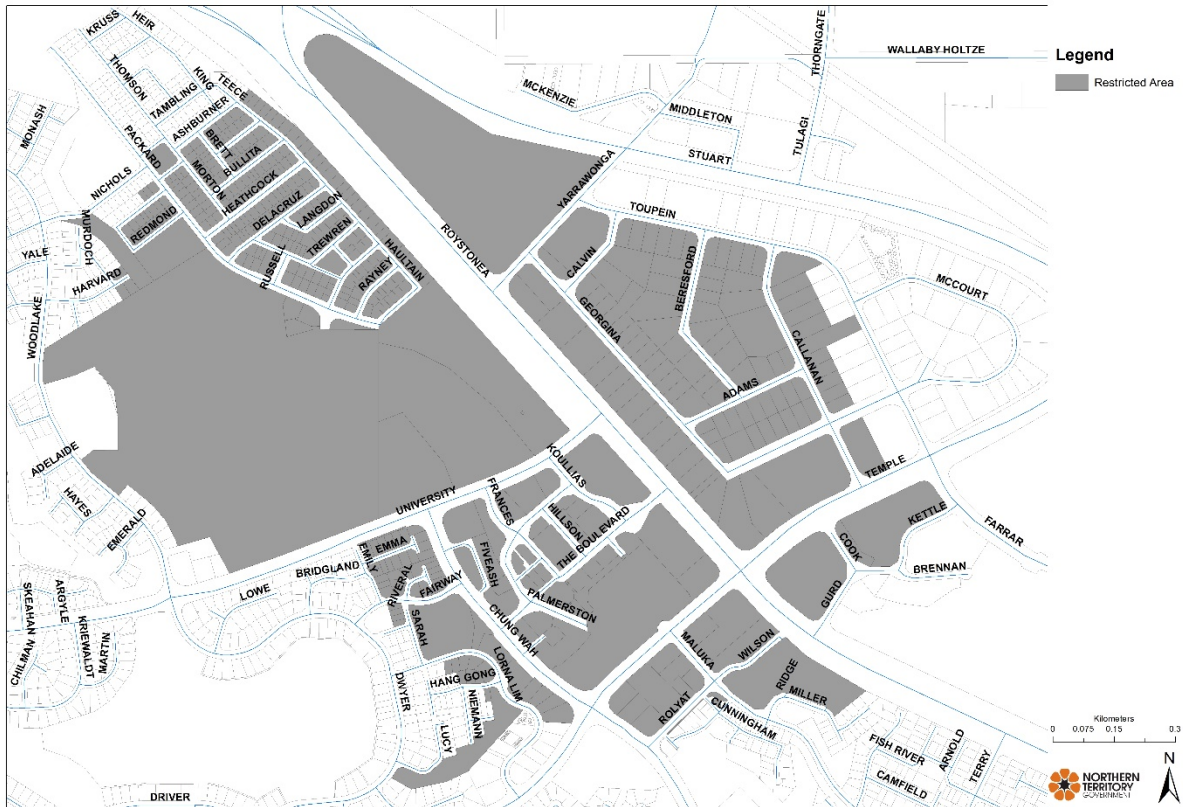 KRUSS
HEIR
THOMSON
TAMBLING
KING
TEECE
ASHBURNER
BRETT
BULLITA
MONASH
PACKARD
MORTON
NICHOLS
HEATHCOCK
REDMOND
DELACRUZ
LANGDON
TREWREN
HAULTAIN
RUSSELL
RAYNEY
MURDOCH
YALE
HARVARD
WOODLAKE
ROYSTONEA
MCKENZIE
MIDDLETON
STUART
TULAGI
THORNGATE
WALLABY HOLTZE
YARRAWONGA
TOUPEIN
CALVIN
BERESFORD
GEORGINA
MCCOURT
CALLANAN
ADAMS
TEMPLE
KETTLE
FARRAR
COOK
BRENNAN
GURD
ADELAIDE
HAYES
EMERALD
UNIVERSITY
KOULLIAS
FRANCES
HILLSON
THE BOULEVARD
FIVEASH
EMMA
EMILY
BRIDGLAND
LOWE
RIVERAL
FAIRWAY
PALMERSTON
CHUNG WAH
SARAH
LORNA LIM
HANG GONG
NIEMANN
DWYER
LUCY
DRIVER
SKEAHAN
ARGYLE
KRIEWALDT
MARTIN
CHILMAN
MALUKA
WILSON
RIDGE
MILLER
ROLYAT
CUNNINGHAM
FISH RIVER
ARNOLD
TERRY
CAMFIELD
Legend
Restricted Area
Kilometers
0 0.075 0.15 0.3
N
NORTHERN
TERRITORY
GOVERNMENT